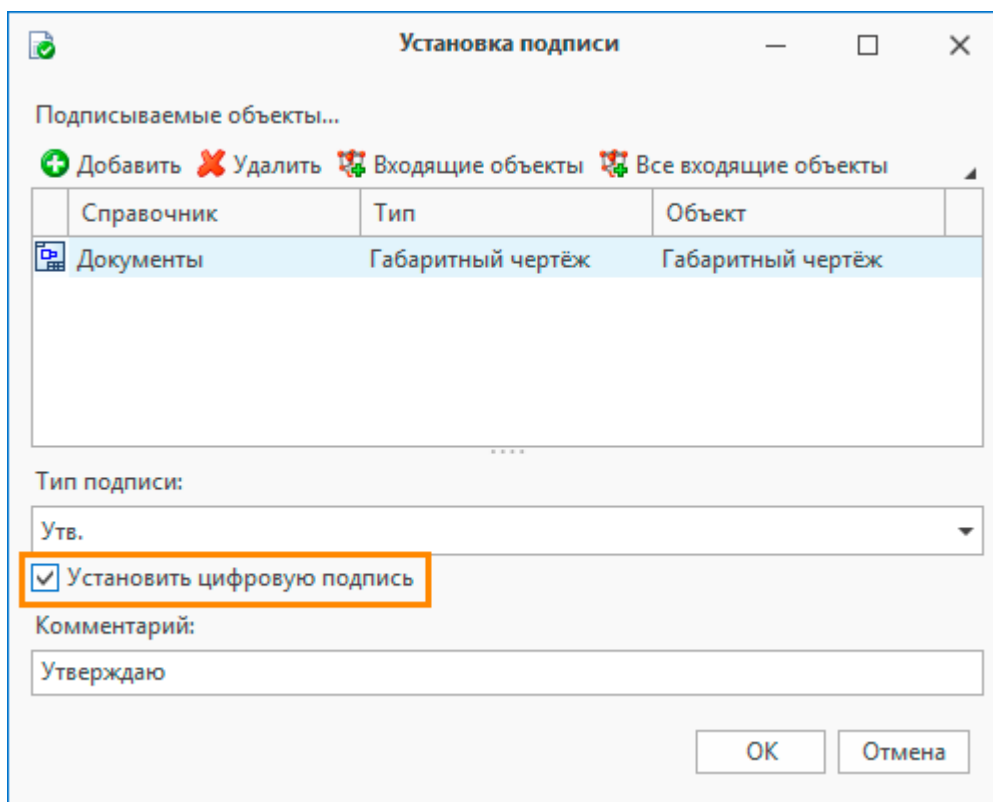 Установка подписи
Подписываемые объекты...
Добавить Удалить Входящие объекты Все входящие объекты
Справочник Тип Объект
Документы Габаритный чертёж Габаритный чертёж
Тип подписи:
Утв.
Установить цифровую подпись
Комментарий:
Утверждаю
ОК Отмена